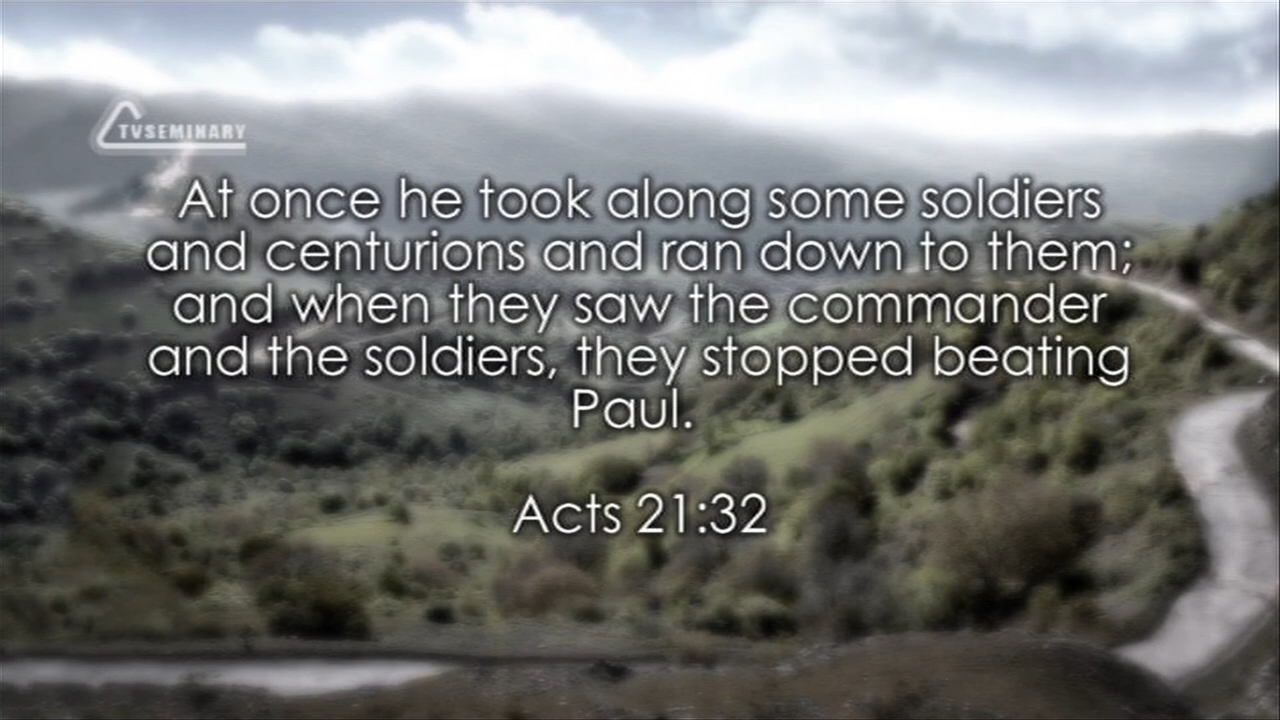 TVSEMINARY
At once he took along some soldiers
and centurions and ran down to them;
and when they saw the commander
and the soldiers, they stopped beating
Paul.
Acts 21:32